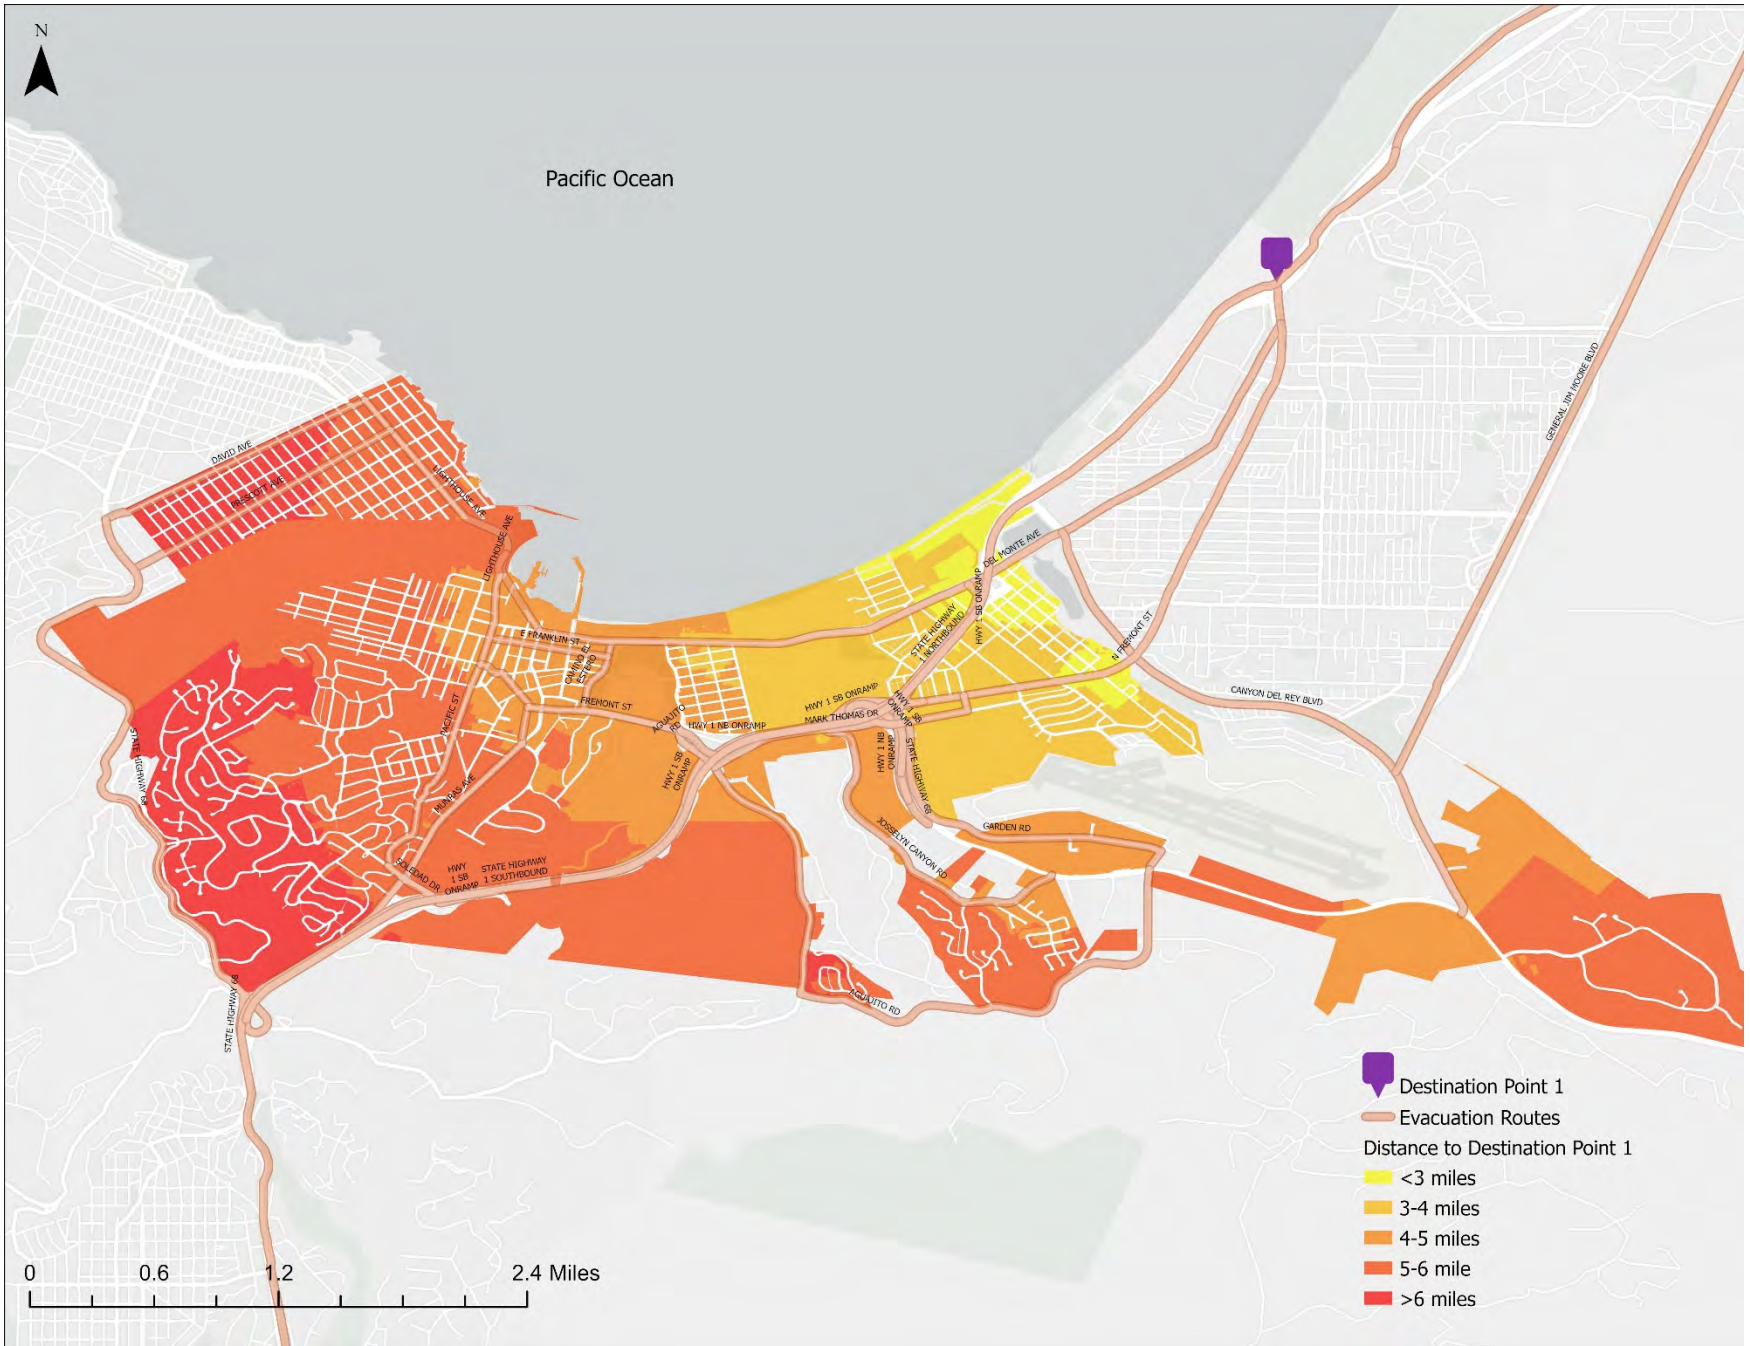 N
Pacific Ocean
GENERAL JIM MOORE BLVD
DAVID AVE
PRESCOTT AVE
LIGHTHOUSE AVE
LIGHTHOUSE AVE
DEL MONTE AVE
HWY 1 SB ONRAMP
STATE HIGHWAY
1 NORTHBOUND
E FRANKLIN ST
CAMINO EL
ESTERO
N FREMONT ST
CANYON DEL REY BLVD
PACIFIC ST
FREMONT ST
AGUAJITO
RD
HWY 1 NB ONRAMP
HWY 1 SB ONRAMP
MARK THOMAS DR
HWY 1 SB
ONRAMP
HWY 1 SB
ONRAMP
HWY 1 NB
ONRAMP
STATE HIGHWAY 68
STATE HIGHWAY 68
MUNRAS AVE
GARDEN RD
JOSSELYN CANYON RD
SOLEDAD DR
HWY
1 SB
ONRAMP
STATE HIGHWAY
1 SOUTHBOUND
AGUAJITO RD
STATE HIGHWAY 68
Destination Point 1
Evacuation Routes
Distance to Destination Point 1
<3 miles
3-4 miles
4-5 miles
5-6 mile
>6 miles
0 0.6 1.2 2.4 Miles